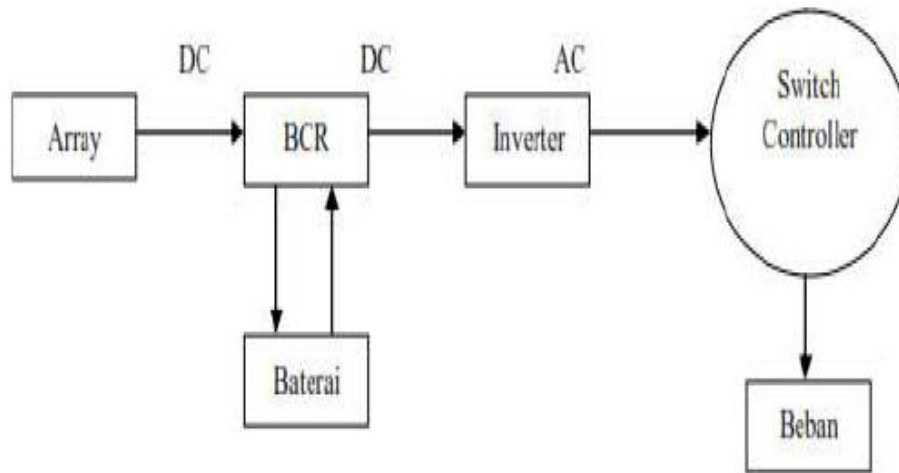 DC
DC
AC
Switch
Controller
Array
BCR
Inverter
Baterai
Beban